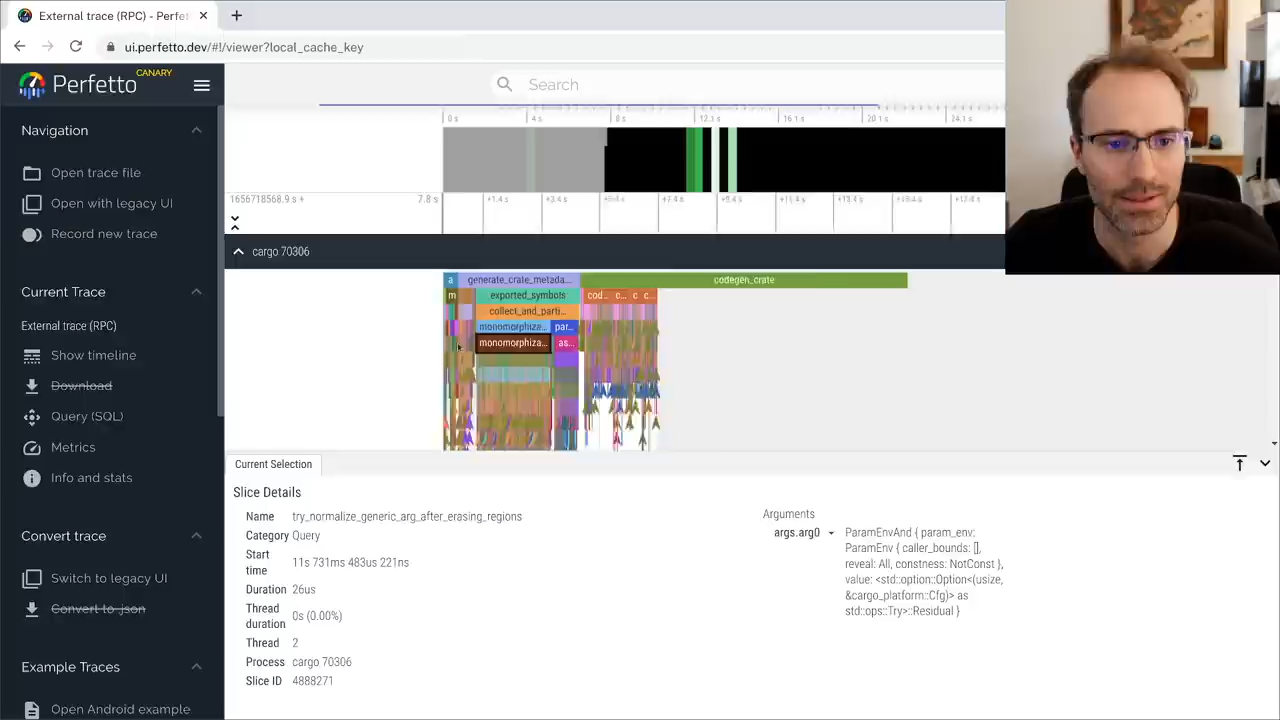 External trace (RPC) - Perfet
ui.perfetto.dev/#!/viewer?local_cache_key
Perfetto
CANARY
Search
Navigation
Open trace file
Open with legacy UI
Record new trace
Current Trace
External trace (RPC)
Show timeline
Download
Query (SQL)
Metrics
Info and stats
Convert trace
Switch to legacy UI
Convert to .json
Example Traces
Open Android example
0 s 4 s 8 s 12.1 s 16.1 s 20.1 s 24.1 s
1656718568.9 s + 7.8 s +1.4 s +3.4 s +7.4 s +9.4 s
cargo 70306
a generate_crate_metada... codegen_crate
m exported_symbols cod... c... c c...
collect_and_parti...
monomorphiza... par...
monomorphiza... as...
Current Selection
Slice Details
Name try_normalize_generic_arg_after_erasing_regions
Category Query
Start time 11s 731ms 483us 221ns
Duration 26us
Thread duration 0s (0.00%)
Thread 2
Process cargo 70306
Slice ID 4888271
Arguments
args.arg0 ParamEnvAnd { param_env:
ParamEnv { caller_bounds: [],
reveal: All, constness: NotConst },
value: <std::option::Option<(usize,
&cargo_platform::Cfg)> as
std::ops::Try>::Residual }